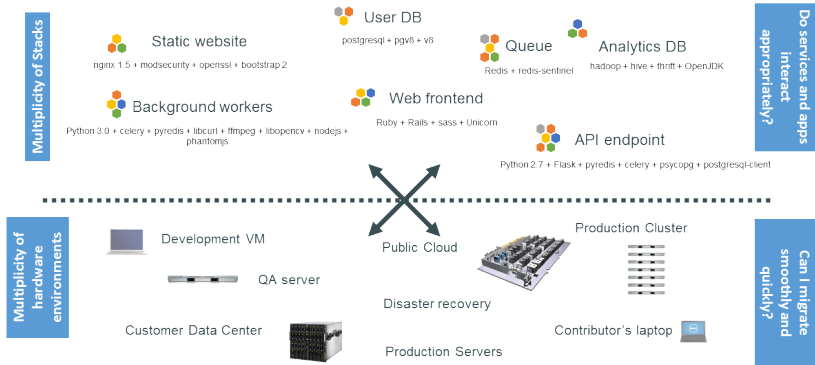 Multiplicity of Stacks
Static website
nginx 1.5 + modsecurity + openssl + bootstrap 2
User DB
postgresql + pgv8 + v8
Queue
Redis + redis-sentinel
Analytics DB
hadoop + hive + thrift + OpenJDK
Background workers
Python 3.0 + celery + pyredis + libcurl + ffmpeg + libopencv + nodejs +
phantomjs
Web frontend
Ruby + Rails + sass + Unicorn
API endpoint
Python 2.7 + Flask + pyredis + celery + psycopg + postgresql-client
Do services and apps
interact
appropriately?
Multiplicity of
hardware
environments
Development VM
QA server
Customer Data Center
Public Cloud
Disaster recovery
Production Servers
Production Cluster
Contributor's laptop
Can I migrate
smoothly and
quickly?